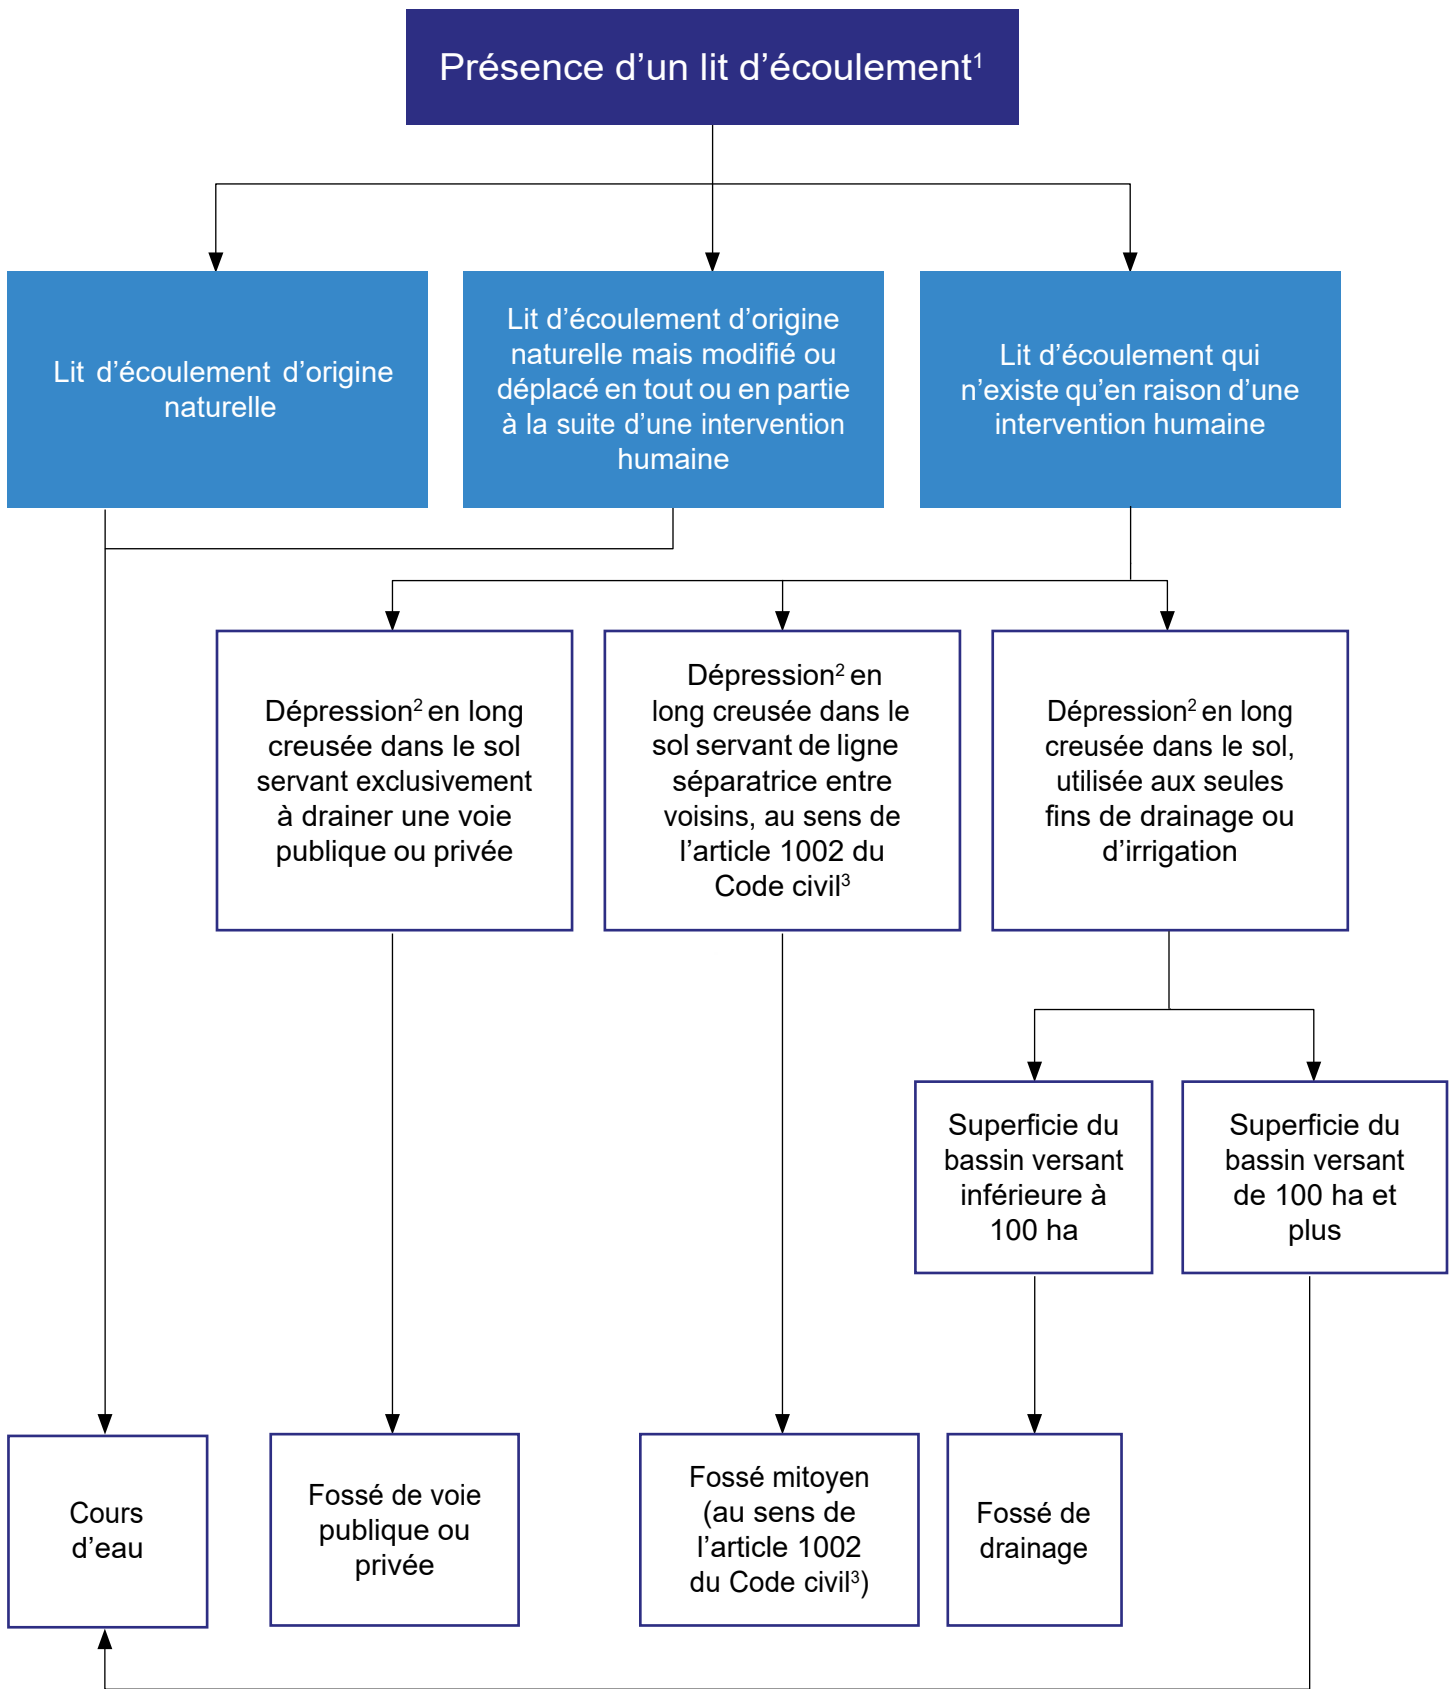 Présence d’un lit d’écoulement¹
Lit d’écoulement d’origine
naturelle
Lit d’écoulement d’origine
naturelle mais modifié ou
déplacé en tout ou en partie
à la suite d’une intervention
humaine
Lit d’écoulement qui
n’existe qu’en raison d’une
intervention humaine
Dépression² en long
creusée dans le sol
servant exclusivement
à drainer une voie
publique ou privée
Dépression² en
long creusée dans le
sol servant de ligne
séparatrice entre
voisins, au sens de
l’article 1002 du
Code civil³
Dépression² en long
creusée dans le sol,
utilisée aux seules
fins de drainage ou
d’irrigation
Superficie du
bassin versant
inférieure à
100 ha
Superficie du
bassin versant
de 100 ha et
plus
Cours
d’eau
Fossé de voie
publique ou
privée
Fossé mitoyen
(au sens de
l’article 1002
du Code civil³)
Fossé de
drainage